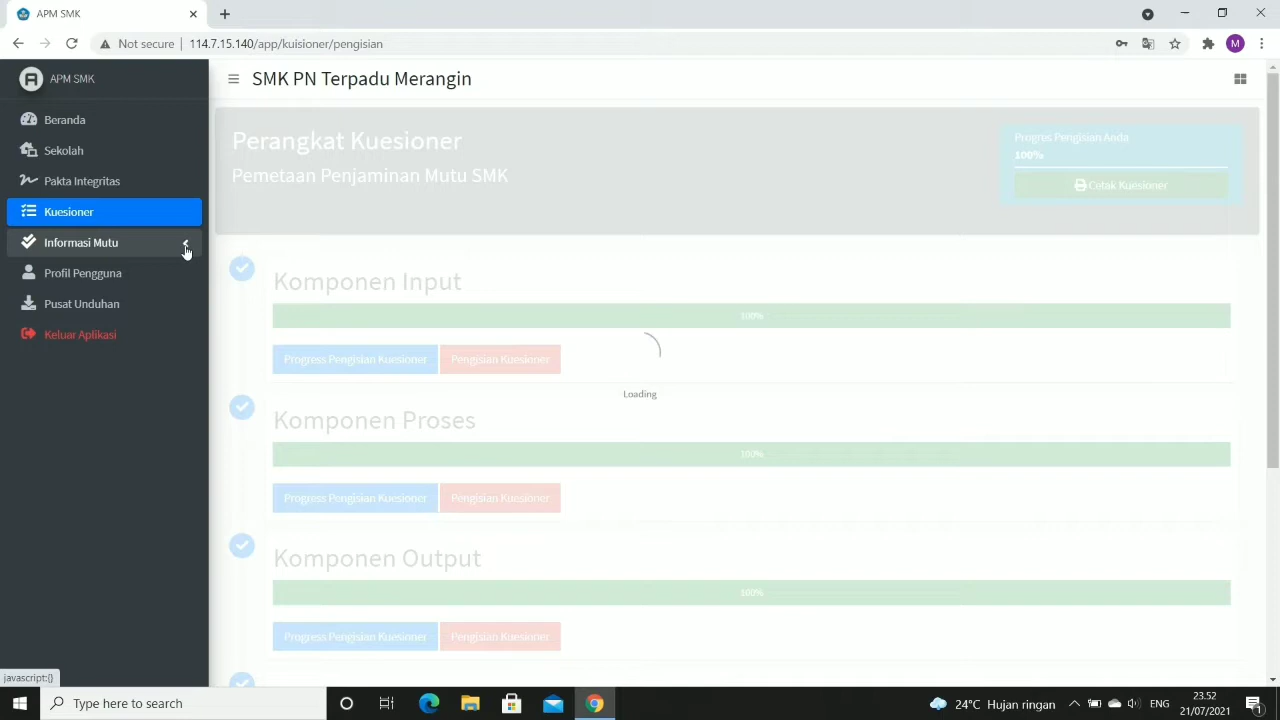 APM SMK
Not secure
114.7.15.140/app/kuisioner/pengisian
M
APM SMK
SMK PN Terpadu Merangin
Beranda
Sekolah
Pakta Integritas
Kuesioner
Informasi Mutu
Profil Pengguna
Pusat Unduhan
Keluar Aplikasi
Perangkat Kuesioner
Pemetaan Penjaminan Mutu SMK
Progres Pengisian Anda
100%
Cetak Kuesioner
Komponen Input
100%
Progress Pengisian Kuesioner
Pengisian Kuesioner
Loading
Komponen Proses
100%
Progress Pengisian Kuesioner
Pengisian Kuesioner
Komponen Output
100%
Progress Pengisian Kuesioner
Pengisian Kuesioner
javascript:{}
Type here to search
24°C Hujan ringan
ENG
23.52
21/07/2021
1